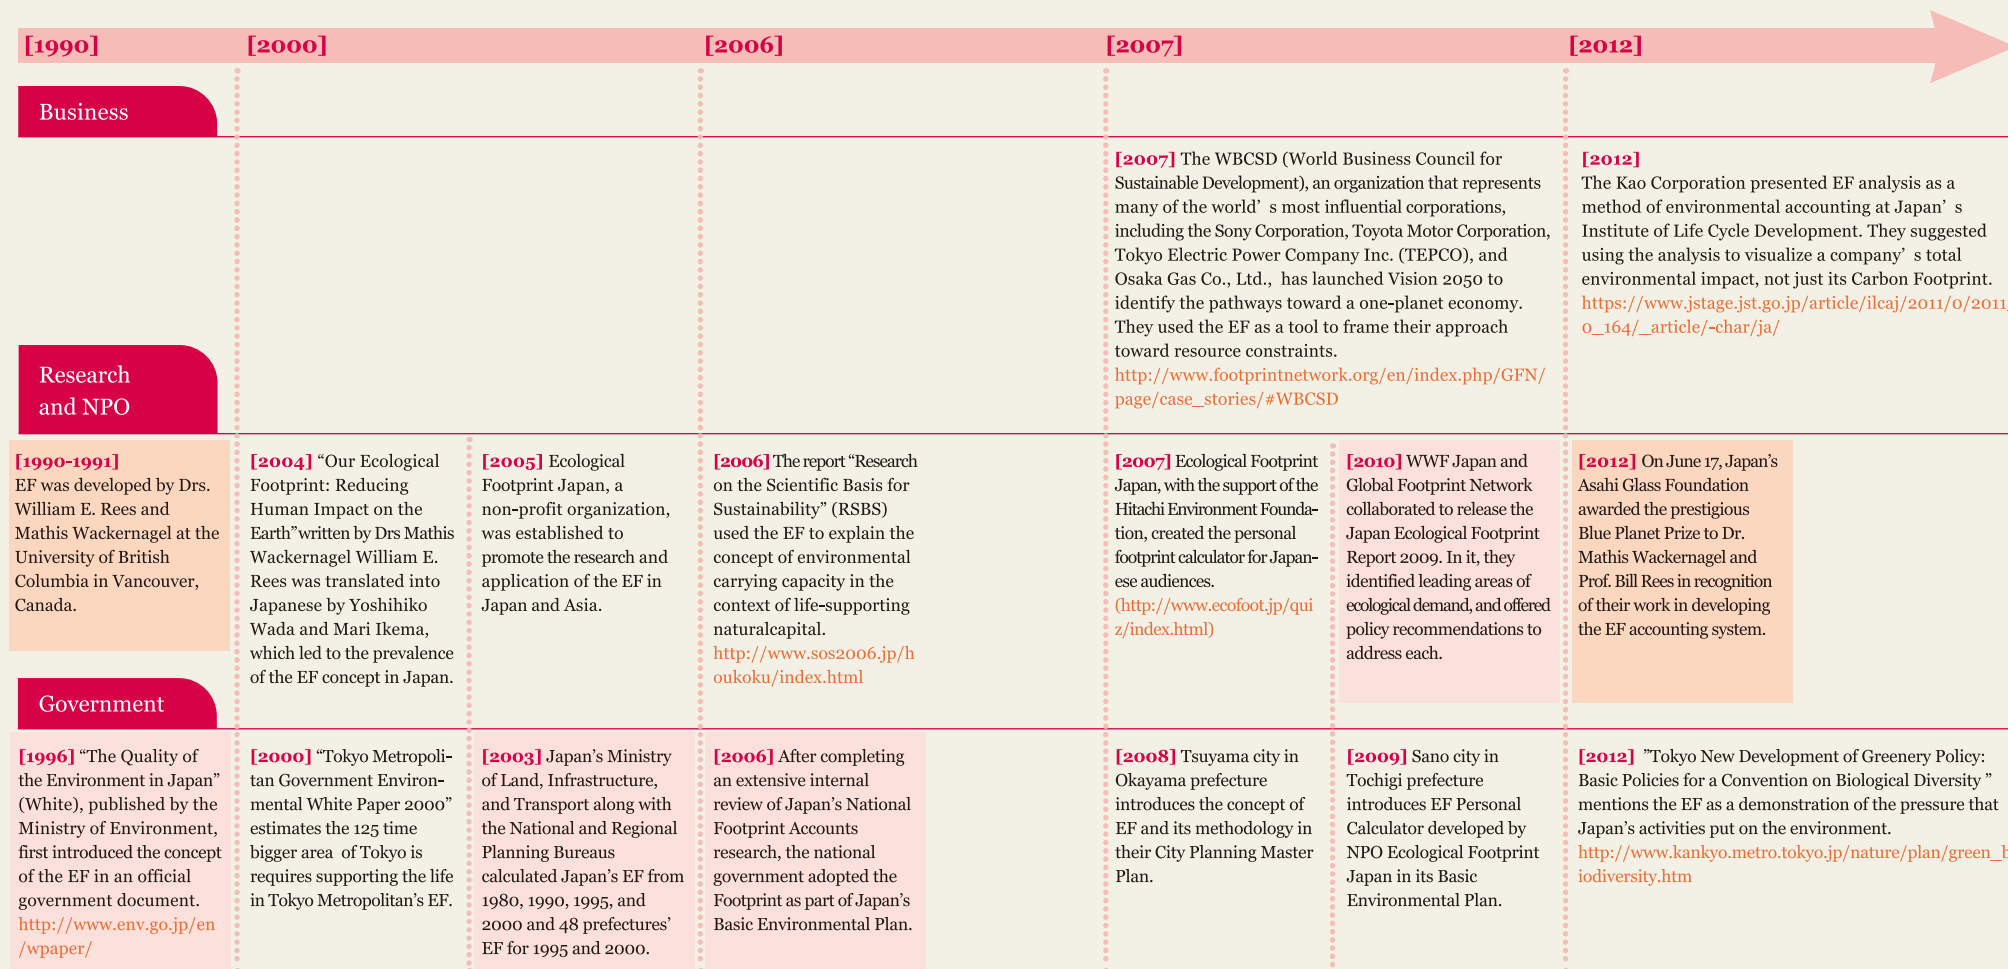 [1990] [2000] [2006] [2007] [2012]
Business
[2007] The WBCSD (World Business Council for
Sustainable Development), an organization that represents
many of the world’ s most influential corporations,
including the Sony Corporation, Toyota Motor Corporation,
Tokyo Electric Power Company Inc. (TEPCO), and
Osaka Gas Co., Ltd., has launched Vision 2050 to
identify the pathways toward a one-planet economy.
They used the EF as a tool to frame their approach
toward resource constraints.
http://www.footprintnetwork.org/en/index.php/GFN/
page/case_stories/#WBCSD
[2012]
The Kao Corporation presented EF analysis as a
method of environmental accounting at Japan’ s
Institute of Life Cycle Development. They suggested
using the analysis to visualize a company’ s total
environmental impact, not just its Carbon Footprint.
https://www.jstage.jst.go.jp/article/ilcaj/2011/0/2011
0_164/_article/-char/ja/
Research
and NPO
[1990-1991]
EF was developed by Drs.
William E. Rees and
Mathis Wackernagel at the
University of British
Columbia in Vancouver,
Canada.
[2004] “Our Ecological
Footprint: Reducing
Human Impact on the
Earth”written by Drs Mathis
Wackernagel William E.
Rees was translated into
Japanese by Yoshihiko
Wada and Mari Ikema,
which led to the prevalence
of the EF concept in Japan.
[2005] Ecological
Footprint Japan, a
non-profit organization,
was established to
promote the research and
application of the EF in
Japan and Asia.
[2006] The report “Research
on the Scientific Basis for
Sustainability” (RSBS)
used the EF to explain the
concept of environmental
carrying capacity in the
context of life-supporting
naturalcapital.
http://www.sos2006.jp/h
oukoku/index.html
[2007] Ecological Footprint
Japan, with the support of the
Hitachi Environment Founda-
tion, created the personal
footprint calculator for Japan-
ese audiences.
(http://www.ecofoot.jp/qui
z/index.html)
[2010] WWF Japan and
Global Footprint Network
collaborated to release the
Japan Ecological Footprint
Report 2009. In it, they
identified leading areas of
ecological demand, and offered
policy recommendations to
address each.
[2012] On June 17, Japan’s
Asahi Glass Foundation
awarded the prestigious
Blue Planet Prize to Dr.
Mathis Wackernagel and
Prof. Bill Rees in recognition
of their work in developing
the EF accounting system.
Government
[1996] “The Quality of
the Environment in Japan”
(White), published by the
Ministry of Environment,
first introduced the concept
of the EF in an official
government document.
http://www.env.go.jp/en
/wpaper/
[2000] “Tokyo Metropoli-
tan Government Environ-
mental White Paper 2000”
estimates the 125 time
bigger area of Tokyo is
requires supporting the life
in Tokyo Metropolitan’s EF.
[2003] Japan’s Ministry
of Land, Infrastructure,
and Transport along with
the National and Regional
Planning Bureaus
calculated Japan’s EF from
1980, 1990, 1995, and
2000 and 48 prefectures’
EF for 1995 and 2000.
[2006] After completing
an extensive internal
review of Japan’s National
Footprint Accounts
research, the national
government adopted the
Footprint as part of Japan’s
Basic Environmental Plan.
[2008] Tsuyama city in
Okayama prefecture
introduces the concept of
EF and its methodology in
their City Planning Master
Plan.
[2009] Sano city in
Tochigi prefecture
introduces EF Personal
Calculator developed by
NPO Ecological Footprint
Japan in its Basic
Environmental Plan.
[2012] ”Tokyo New Development of Greenery Policy:
Basic Policies for a Convention on Biological Diversity ”
mentions the EF as a demonstration of the pressure that
Japan’s activities put on the environment.
http://www.kankyo.metro.tokyo.jp/nature/plan/green_b
iodiversity.htm